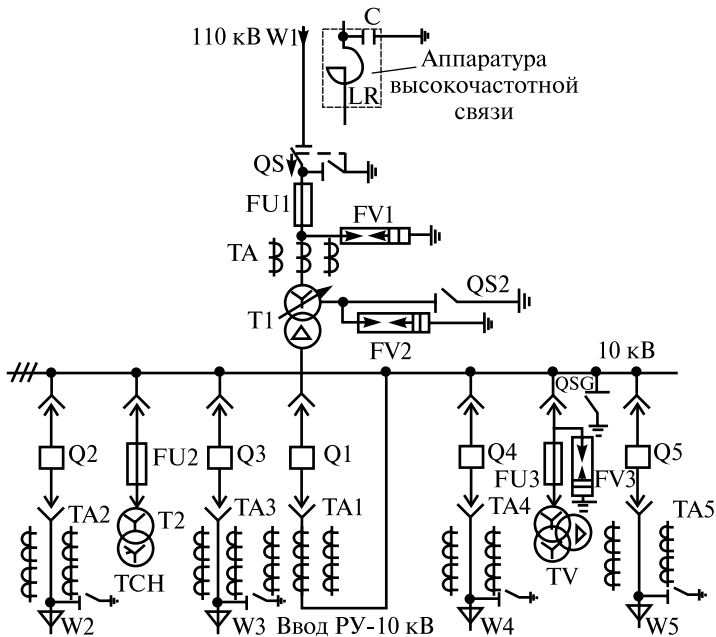 C
110 кВ W1
Аппаратура
высокочастотной
связи
LR
QS
FU1
FV1
TA
QS2
T1
FV2
10 кВ
QSG
Q2
FU2
Q3
Q1
Q4
FU3
FV3
Q5
TA2
T2
TA3
TA1
TA4
TA5
ТСН
TV
W2
W3
Ввод РУ-10 кВ
W4
W5